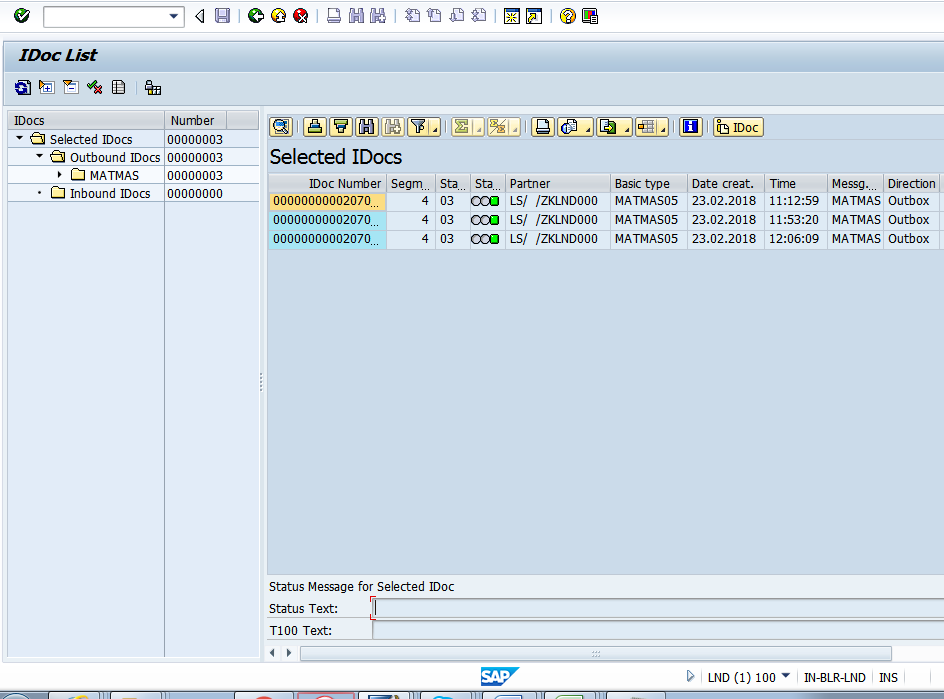 IDoc List
IDocs Number
Selected IDocs 00000003
Outbound IDocs 00000003
MATMAS 00000003
Inbound IDocs 00000000
IDoc
Selected IDocs
IDoc Number Segm... Sta... Sta... Partner Basic type Date creat. Time Messg.... Direction
00000000002070... 4 03 LS/ /ZKLND000 MATMAS05 23.02.2018 11:12:59 MATMAS Outbox
00000000002070... 4 03 LS/ /ZKLND000 MATMAS05 23.02.2018 11:53:20 MATMAS Outbox
00000000002070... 4 03 LS/ /ZKLND000 MATMAS05 23.02.2018 12:06:09 MATMAS Outbox
Status Message for Selected IDoc
Status Text:
T100 Text:
SAP LND (1) 100 IN-BLR-LND INS